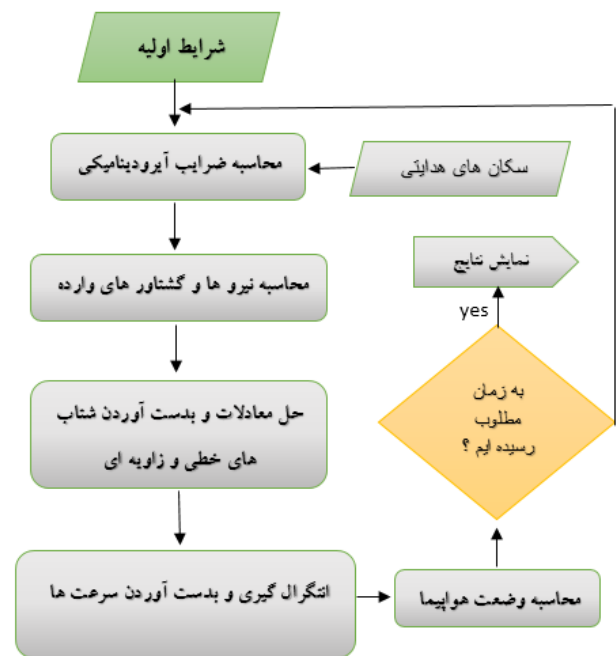 شرایط اولیه
محاسبه ضرایب آیرودینامیکی
سکان های هدایتی
محاسبه نیرو ها و گشتاور های وارده
نمایش نتایج
yes
به زمان
مطلوب
رسیده ایم ؟
حل معادلات و بدست آوردن شتاب
های خطی و زاویه ای
انتگرال گیری و بدست آوردن سرعت ها
محاسبه وضعت هواپیما